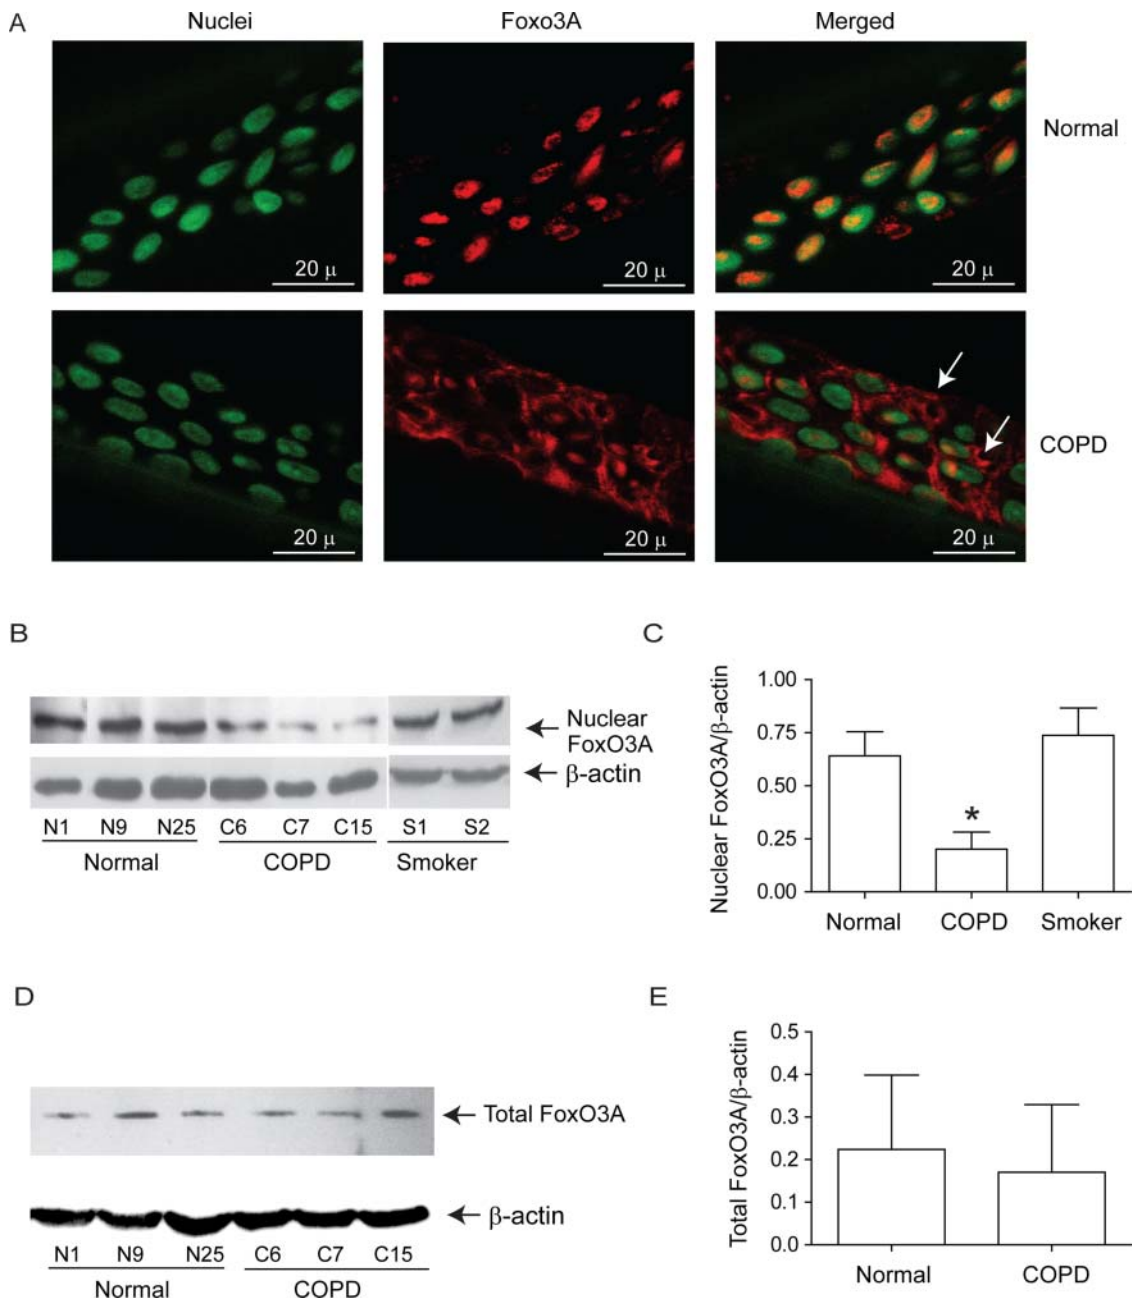 A
Nuclei Foxo3A Merged
Normal
20 μ 20 μ 20 μ
COPD
20 μ 20 μ 20 μ
B
Nuclear
FoxO3A
β-actin
N1 N9 N25 C6 C7 C15 S1 S2
Normal COPD Smoker
C
Nuclear FoxO3A/β-actin
1.00
0.75
0.50
0.25
0.00
*
Normal COPD Smoker
D
Total FoxO3A
β-actin
N1 N9 N25 C6 C7 C15
Normal COPD
E
Total FoxO3A/β-actin
0.5
0.4
0.3
0.2
0.1
0.0
Normal COPD